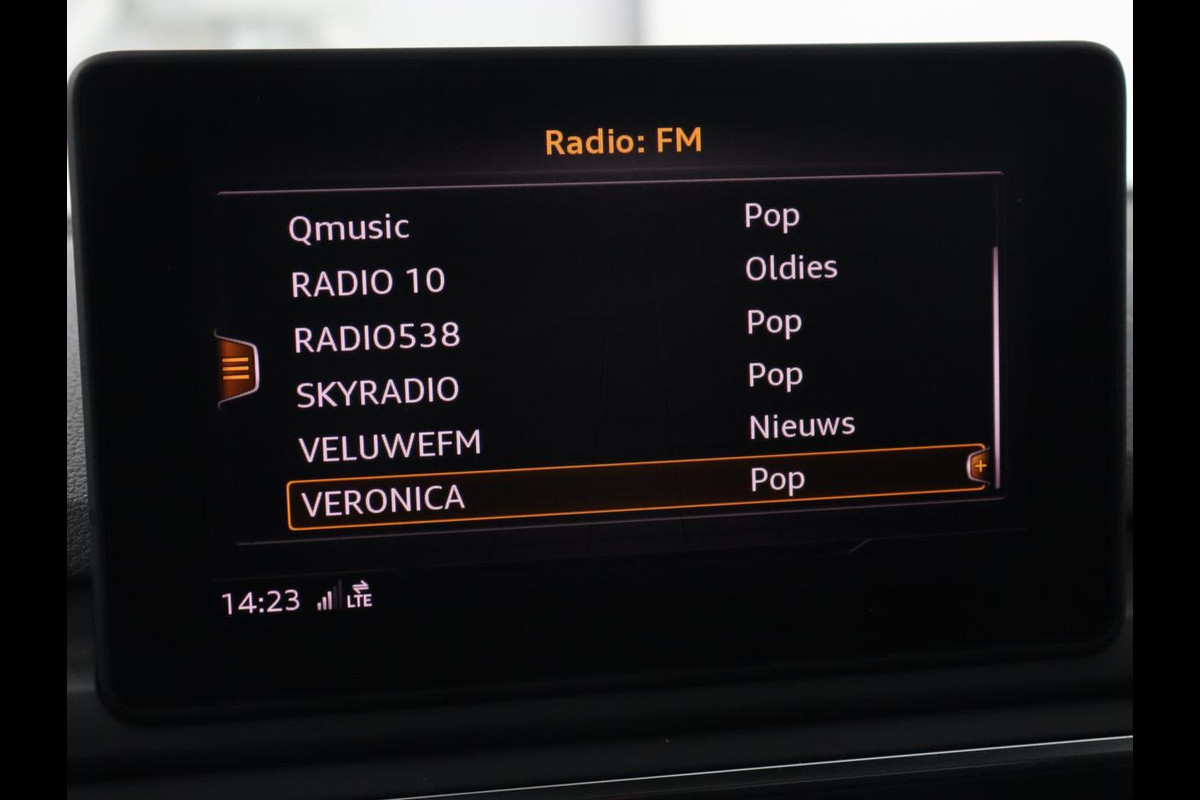 Radio: FM
Qmusic Pop
RADIO 10 Oldies
RADIO538 Pop
SKYRADIO Pop
VELUWEFM Nieuws
VERONICA Pop
14:23 LTE